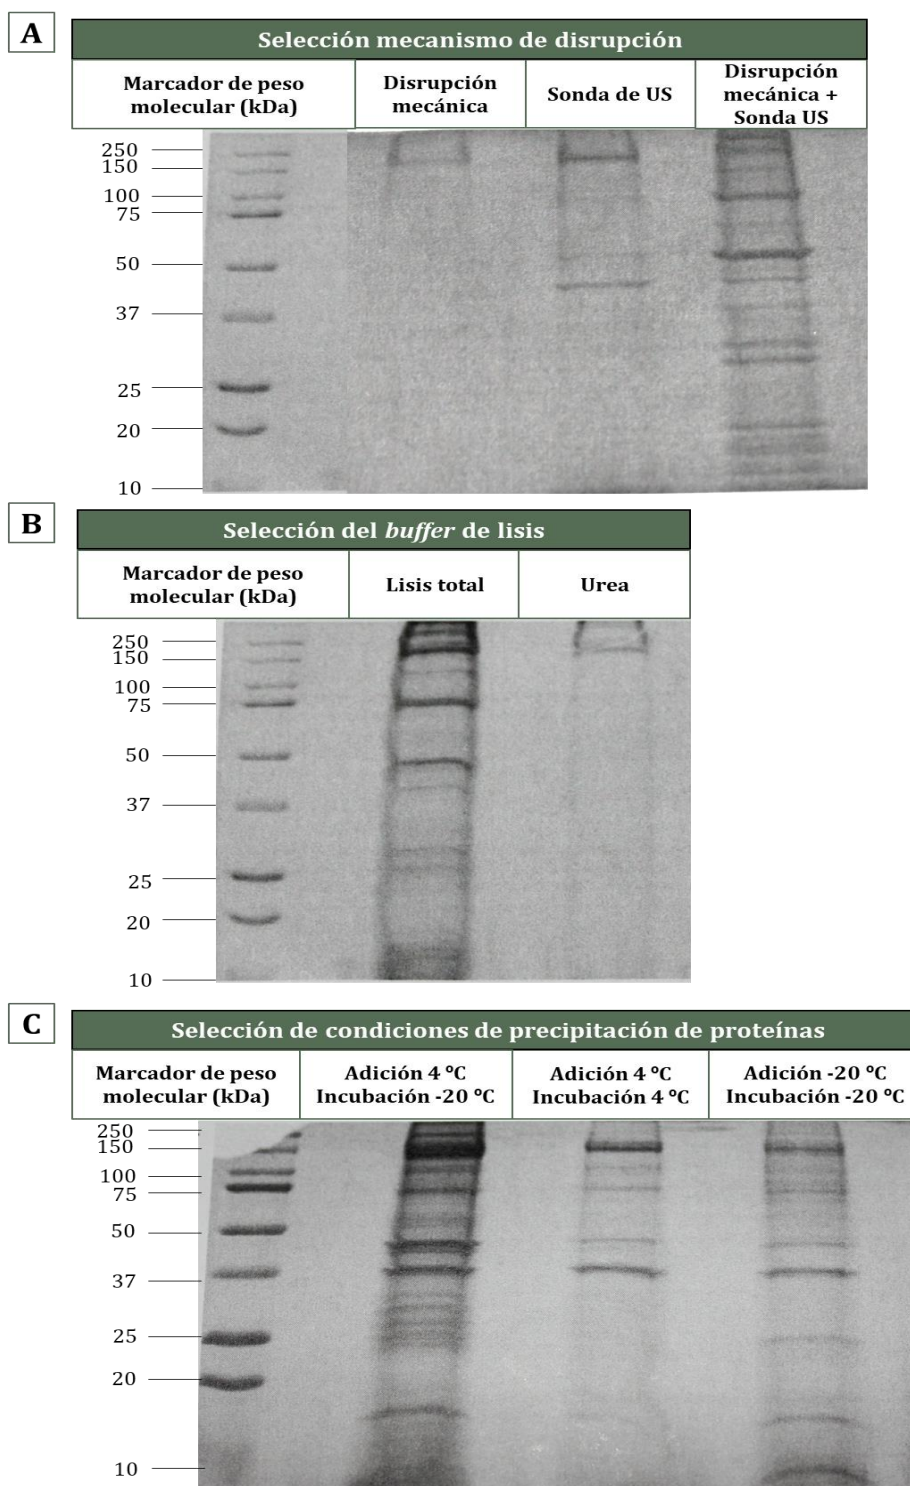 A
Selección mecanismo de disrupción
Marcador de peso
molecular (kDa)
Disrupción
mecánica
Sonda de US
Disrupción
mecánica +
Sonda US
250
150
100
75
50
37
25
20
10
B
Selección del buffer de lisis
Marcador de peso
molecular (kDa)
Lisis total
Urea
250
150
100
75
50
37
25
20
10
C
Selección de condiciones de precipitación de proteínas
Marcador de peso
molecular (kDa)
Adición 4 °C
Incubación -20 °C
Adición 4 °C
Incubación 4 °C
Adición -20 °C
Incubación -20 °C
250
150
100
75
50
37
25
20
10